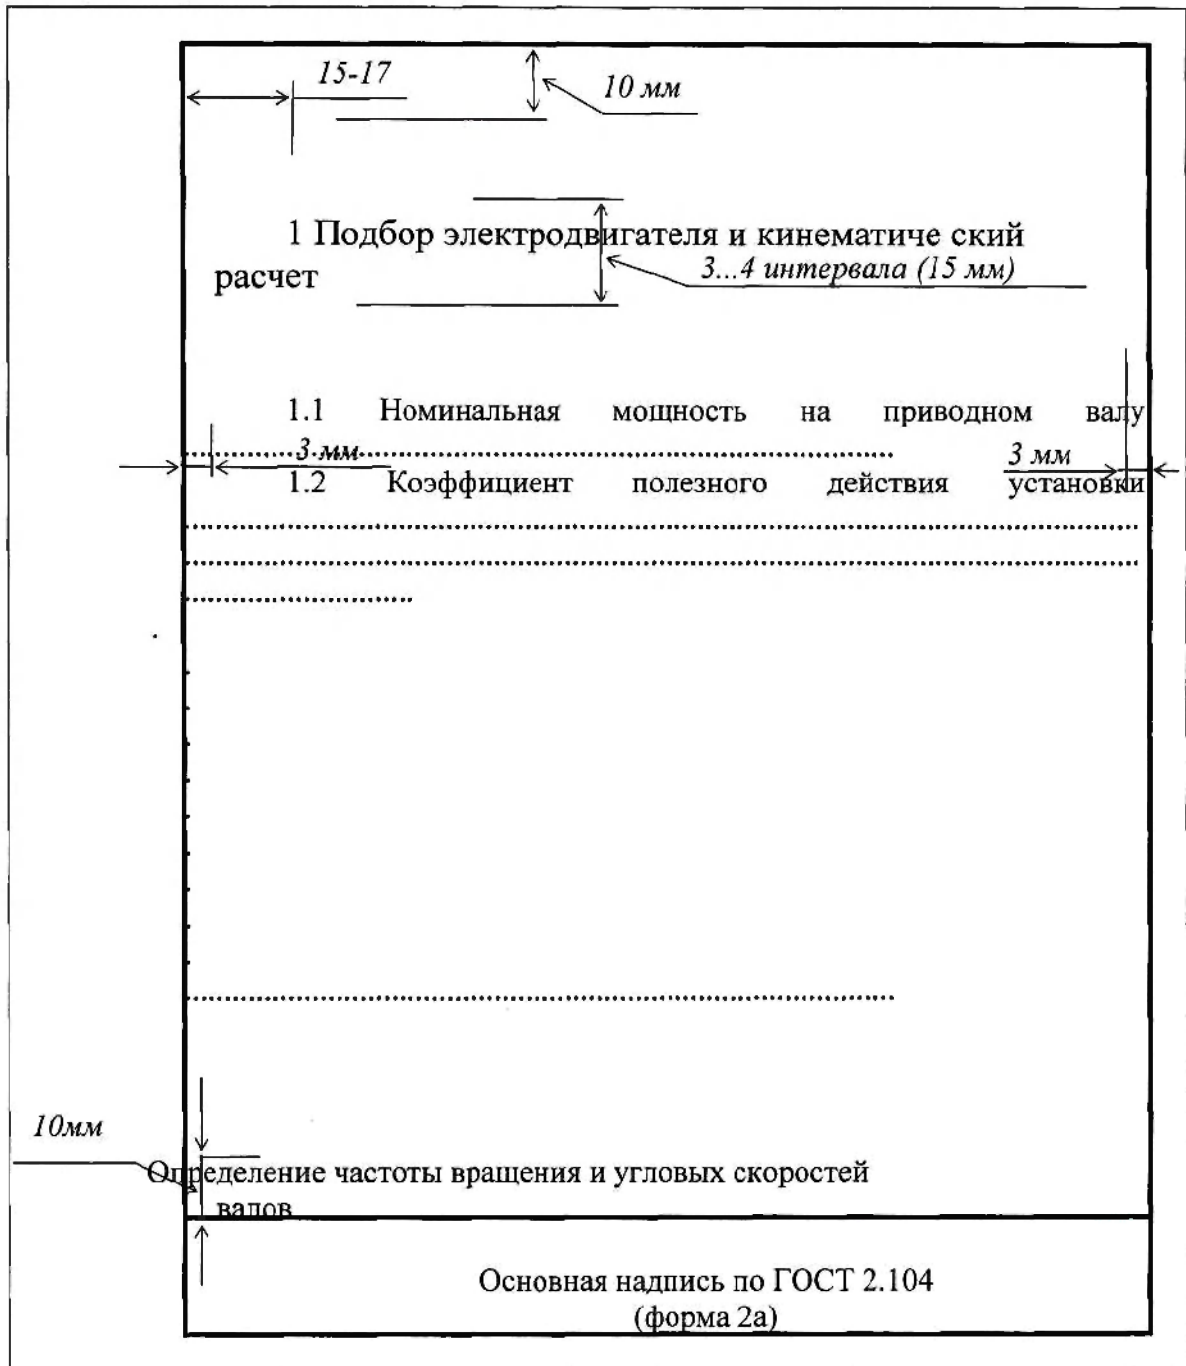 15-17
10 мм
1 Подбор электродвигателя и кинематиче ский
расчет
3...4 интервала (15 мм)
1.1 Номинальная мощность на приводном валу
3 мм
3 мм
1.2 Коэффициент полезного действия установки
10мм
Определение частоты вращения и угловых скоростей
валов
Основная надпись по ГОСТ 2.104
(форма 2а)